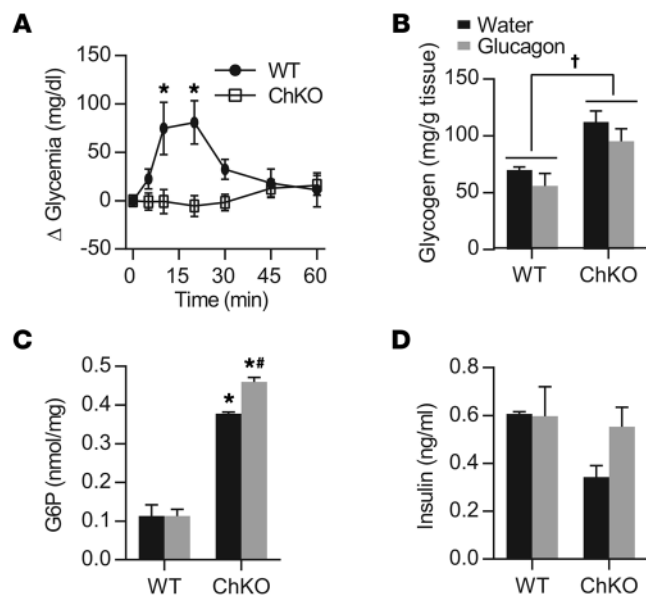 A
Δ Glycemia (mg/dl)
150
100
50
0
-50
* *
WT
ChKO
0 15 30 45 60
Time (min)
B
Water
Glucagon
Glycogen (mg/g tissue)
150
100
50
0
†
WT ChKO
C
G6P (nmol/mg)
0.5
0.4
0.3
0.2
0.1
0.0
*
*#
WT ChKO
D
Insulin (ng/ml)
0.8
0.6
0.4
0.2
0.0
WT ChKO